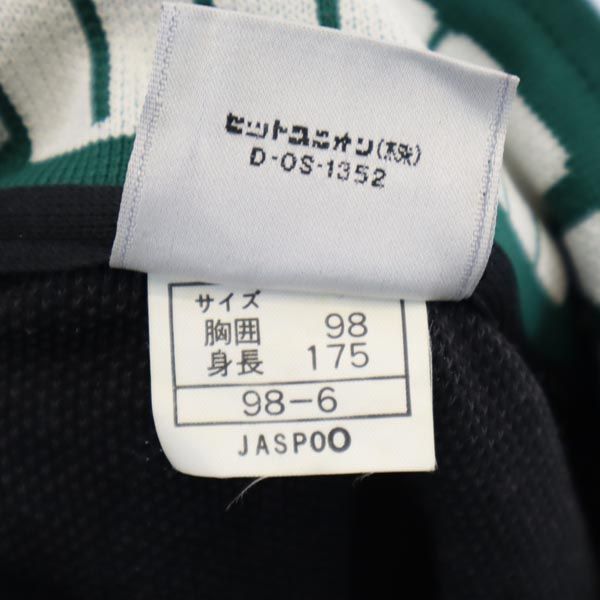 ヒットユニオン(株)
D-OS-1352
サイズ
胸囲 98
身長 175
98-6
JASPOO